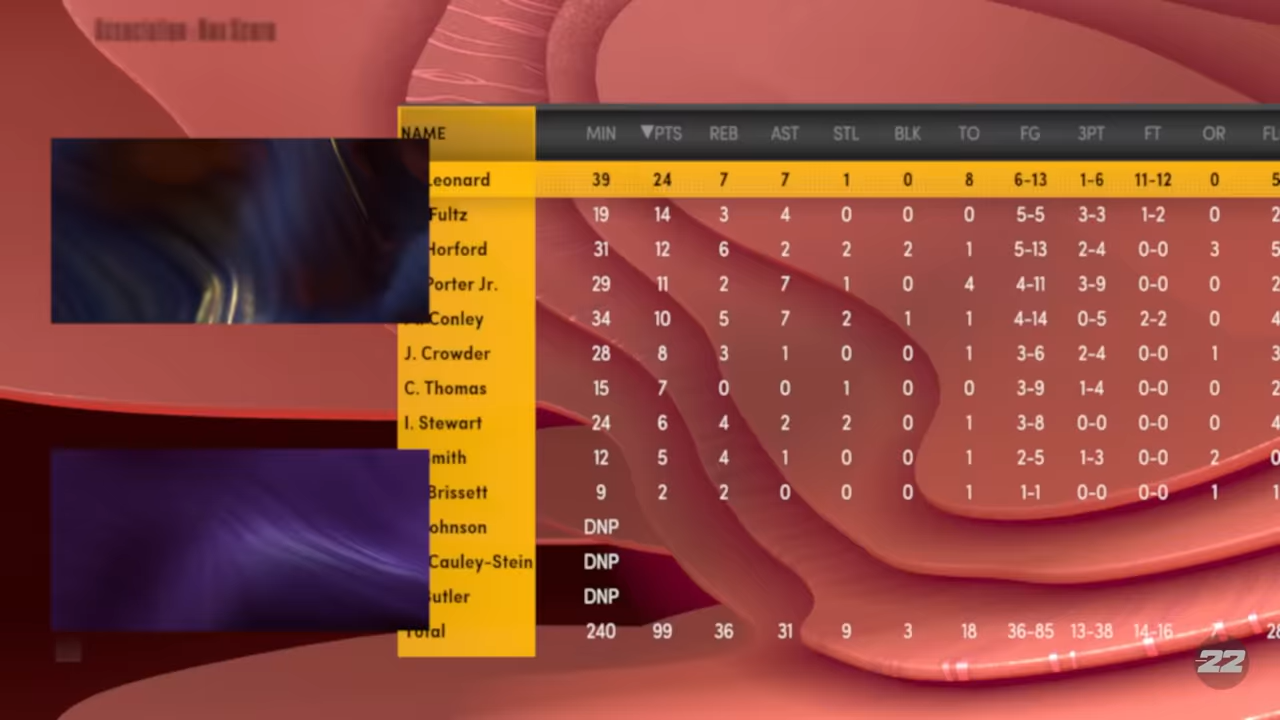 NAME MIN ▼PTS REB AST STL BLK TO FG 3PT FT OR
Leonard 39 24 7 7 1 0 8 6-13 1-6 11-12 0 5
Fultz 19 14 3 4 0 0 0 5-5 3-3 1-2 0 2
Horford 31 12 6 2 2 2 1 5-13 2-4 0-0 3 5
Porter Jr. 29 11 2 7 1 0 4 4-11 3-9 0-0 0 2
Conley 34 10 5 7 2 1 1 4-14 0-5 2-2 0 4
J. Crowder 28 8 3 1 0 0 1 3-6 2-4 0-0 1 3
C. Thomas 15 7 0 0 1 0 0 3-9 1-4 0-0 0 2
I. Stewart 24 6 4 2 2 0 1 3-8 0-0 0-0 0 4
mith 12 5 4 1 0 0 1 2-5 1-3 0-0 2 0
Brissett 9 2 2 0 0 0 1 1-1 0-0 0-0 1 1
ohnson DNP
Cauley-Stein DNP
utler DNP
Total 240 99 36 31 9 3 18 36-85 13-38 14-16 28
22